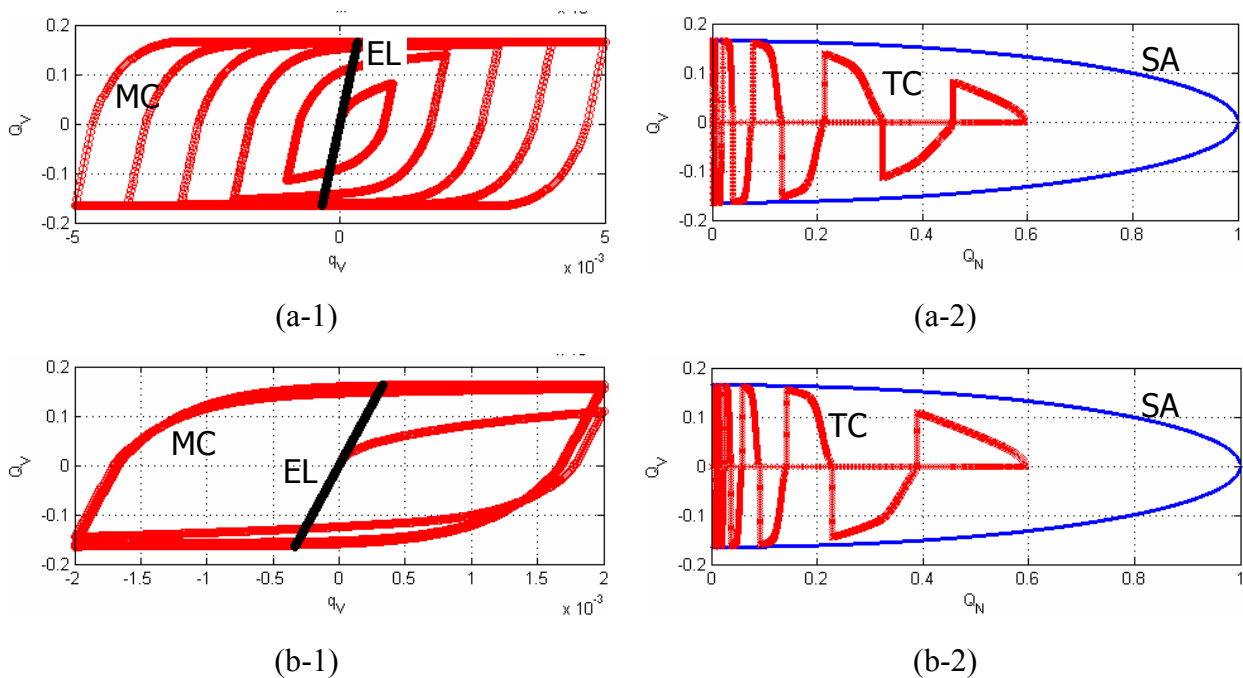 0.2
0.1
0
-0.1
-0.2
Q_V
MC
EL
-5
0
5
q_V
x 10^-3
(a-1)
0.2
0.1
0
-0.1
-0.2
Q_V
TC
SA
0
0.2
0.4
0.6
0.8
1
Q_N
(a-2)
0.2
0.1
0
-0.1
-0.2
Q_V
MC
EL
-2
-1.5
-1
-0.5
0
0.5
1
1.5
2
q_V
x 10^-3
(b-1)
0.2
0.1
0
-0.1
-0.2
Q_V
TC
SA
0
0.2
0.4
0.6
0.8
1
Q_N
(b-2)